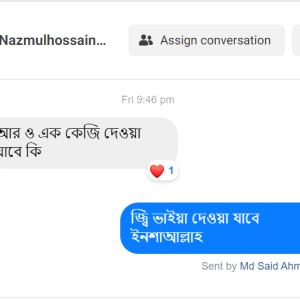 Nazmulhossain...
Assign conversation
Fri 9:46 pm
আর ও এক কেজি দেওয়া
যাবে কি
1
জ্বি ভাইয়া দেওয়া যাবে
ইনশাআল্লাহ
Sent by Md Said Ahm